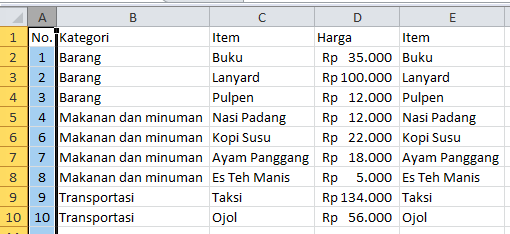 A B C D E
1 No. Kategori Item Harga Item
2 1 Barang Buku Rp 35.000 Buku
3 2 Barang Lanyard Rp 100.000 Lanyard
4 3 Barang Pulpen Rp 12.000 Pulpen
5 4 Makanan dan minuman Nasi Padang Rp 12.000 Nasi Padang
6 6 Makanan dan minuman Kopi Susu Rp 22.000 Kopi Susu
7 7 Makanan dan minuman Ayam Panggang Rp 18.000 Ayam Panggang
8 8 Makanan dan minuman Es Teh Manis Rp 5.000 Es Teh Manis
9 9 Transportasi Taksi Rp 134.000 Taksi
10 10 Transportasi Ojol Rp 56.000 Ojol